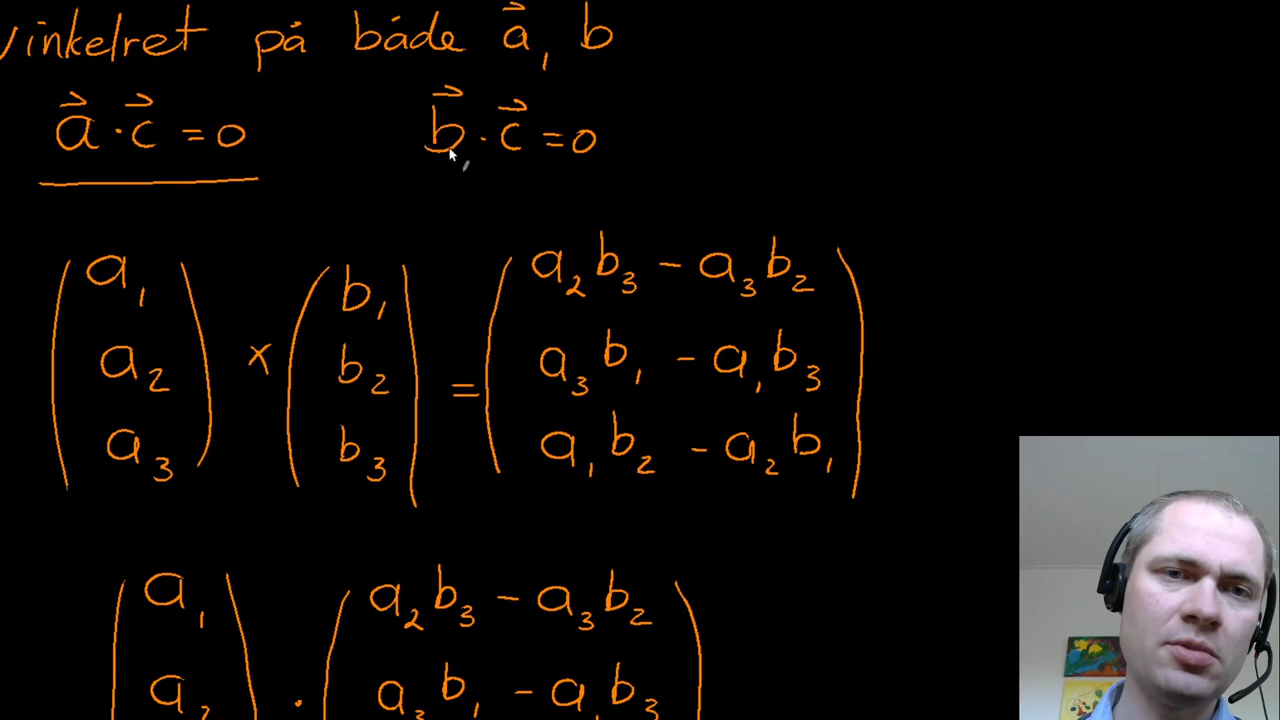 vinkelret på både a⃗, b
a⃗ · c⃗ = 0 b⃗ · c⃗ = 0
a₁ b₁ a₂b₃ - a₃b₂
a₂ × b₂ = a₃b₁ - a₁b₃
a₃ b₃ a₁b₂ - a₂b₁
a₁ a₂b₃ - a₃b₂
a₂ · a₃b₁ - a₁b₃